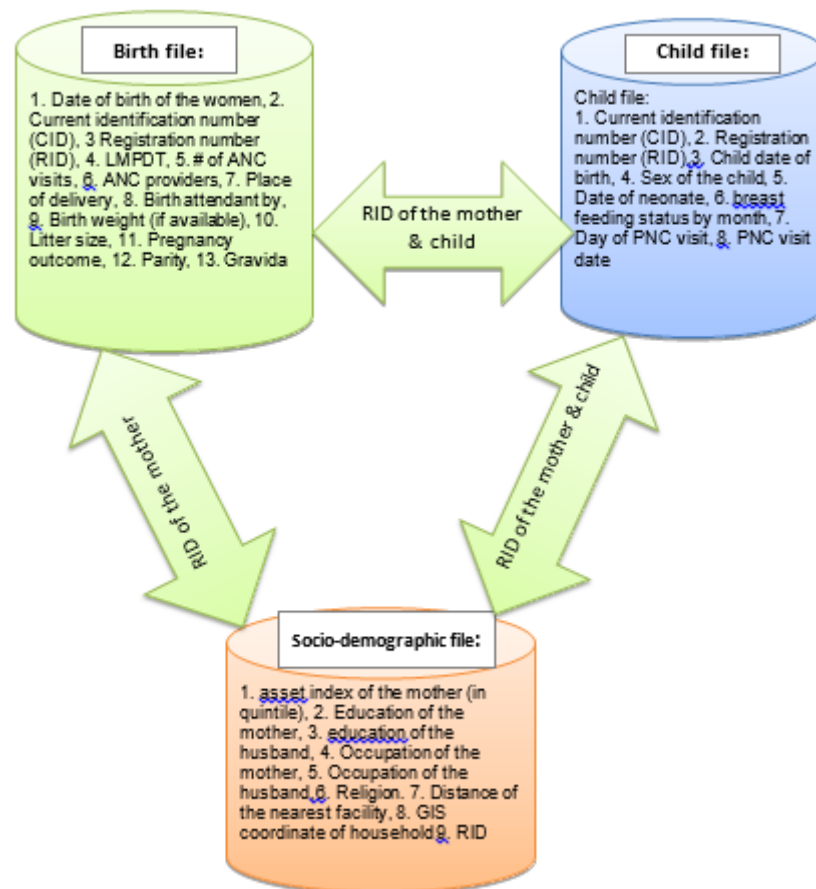 Birth file:
1. Date of birth of the women, 2.
Current identification number
(CID), 3 Registration number
(RID), 4. LMPDT, 5. # of ANC
visits, 6. ANC providers, 7. Place
of delivery, 8. Birth attendant by,
9. Birth weight (if available), 10.
Litter size, 11. Pregnancy
outcome, 12. Parity, 13. Gravida
Child file:
Child file:
1. Current identification
number (CID), 2. Registration
number (RID),3. Child date of
birth, 4. Sex of the child, 5.
Date of neonate, 6. breast
feeding status by month, 7.
Day of PNC visit, 8. PNC visit
date
RID of the mother
& child
RID of the mother
RID of the mother & child
Socio-demographic file:
1. asset index of the mother (in
quintile), 2. Education of the
mother, 3. education of the
husband, 4. Occupation of the
mother, 5. Occupation of the
husband,6. Religion. 7. Distance of
the nearest facility, 8. GIS
coordinate of household9. RID